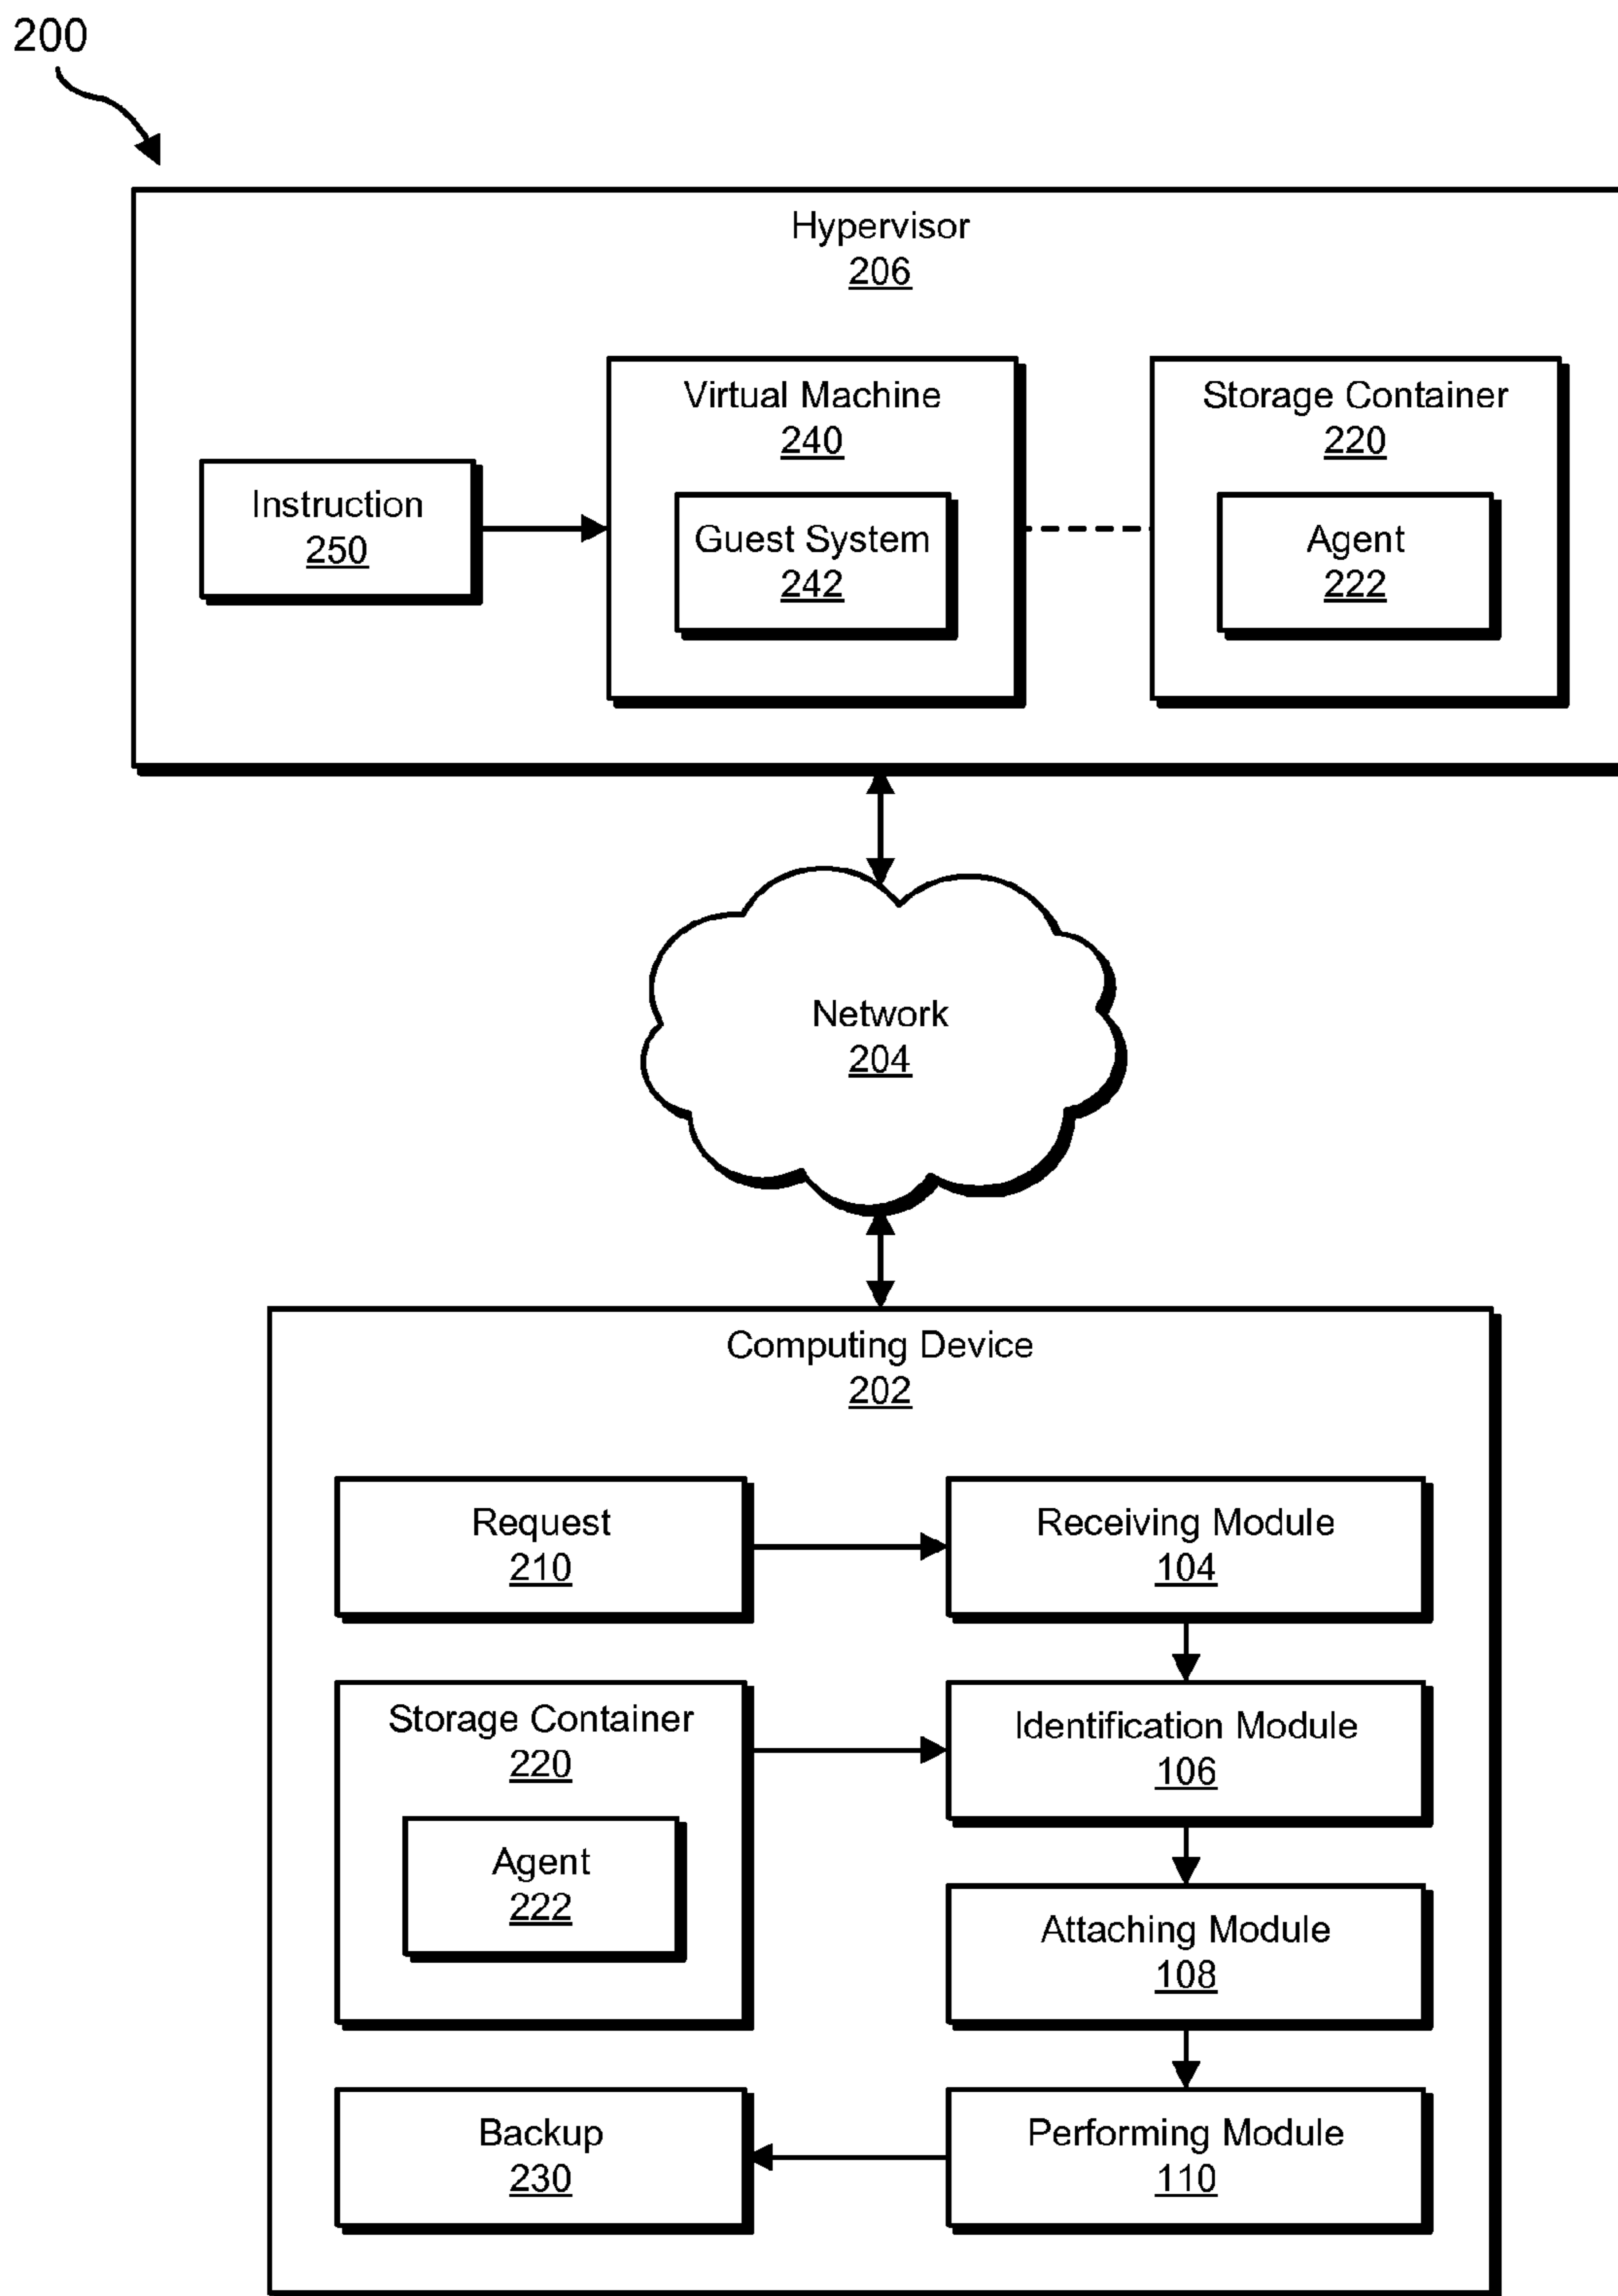 200
Hypervisor
206
Instruction
250
Virtual Machine
240
Guest System
242
Storage Container
220
Agent
222
Network
204
Computing Device
202
Request
210
Receiving Module
104
Storage Container
220
Agent
222
Identification Module
106
Attaching Module
108
Backup
230
Performing Module
110